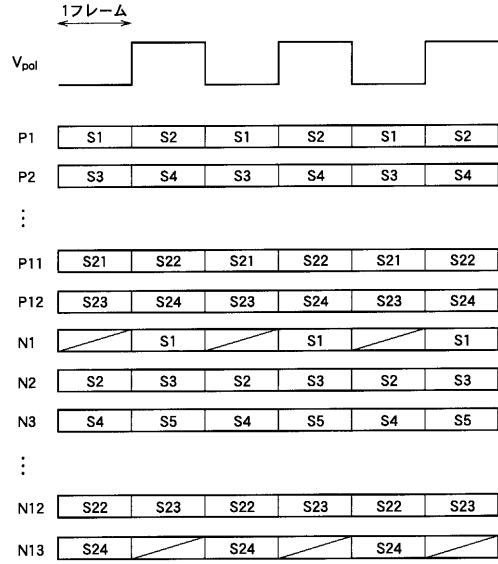 1フレーム
Vpol
P1 S1 S2 S1 S2 S1 S2
P2 S3 S4 S3 S4 S3 S4
⋮
P11 S21 S22 S21 S22 S21 S22
P12 S23 S24 S23 S24 S23 S24
N1 S1 S1 S1
N2 S2 S3 S2 S3 S2 S3
N3 S4 S5 S4 S5 S4 S5
⋮
N12 S22 S23 S22 S23 S22 S23
N13 S24 S24 S24